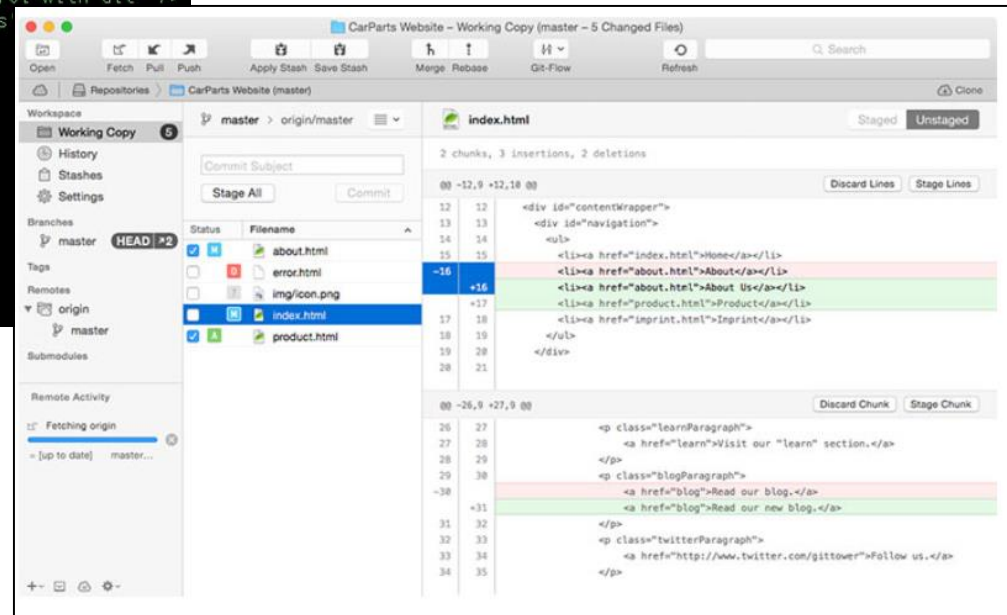 CarParts Website – Working Copy (master – 5 Changed Files)
Open Fetch Pull Push Apply Stash Save Stash Merge Rebase Git-Flow Refresh Search
Repositories CarParts Website (master) Clone
Workspace
Working Copy 5
History
Stashes
Settings
Branches
master HEAD 2
Tags
Remotes
origin
master
Submodules
Remote Activity
Fetching origin
= [up to date] master...
master > origin/master
Commit Subject
Stage All Commit
Status Filename
M about.html
D error.html
? img/icon.png
M index.html
A product.html
index.html Staged Unstaged
2 chunks, 3 insertions, 2 deletions
@@ -12,9 +12,10 @@ Discard Lines Stage Lines
12 12 <div id="contentWrapper">
13 13 <div id="navigation">
14 14 <ul>
15 15 <li><a href="index.html">Home</a></li>
-16 <li><a href="about.html">About</a></li>
+16 <li><a href="about.html">About Us</a></li>
+17 <li><a href="product.html">Product</a></li>
17 18 <li><a href="imprint.html">Imprint</a></li>
18 19 </ul>
19 20 </div>
20 21
@@ -26,9 +27,9 @@ Discard Chunk Stage Chunk
26 27 <p class="learnParagraph">
27 28 <a href="learn">Visit our "learn" section.</a>
28 29 </p>
29 30 <p class="blogParagraph">
-30 <a href="blog">Read our blog.</a>
+31 <a href="blog">Read our new blog.</a>
31 32 </p>
32 33 <p class="twitterParagraph">
33 34 <a href="http://www.twitter.com/gittower">Follow us.</a>
34 35 </p>